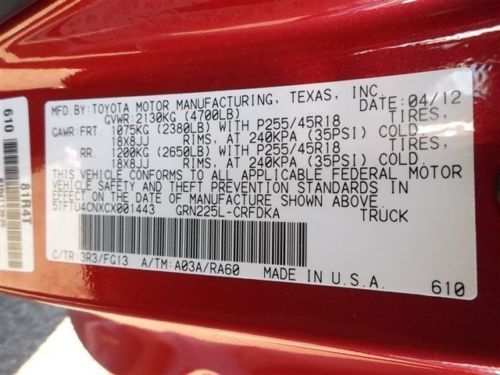 MFD. BY: TOYOTA MOTOR MANUFACTURING, TEXAS, INC.
GVWR: 2130KG (4700LB) DATE: 04/12
GAWR: FRT. 1075KG (2380LB) WITH P255/45R18 TIRES,
18X8JJ RIMS, AT 240KPA (35PSI) COLD.
RR. 1200KG (2650LB) WITH P255/45R18 TIRES,
18X8JJ RIMS, AT 240KPA (35PSI) COLD.
THIS VEHICLE CONFORMS TO ALL APPLICABLE FEDERAL MOTOR
VEHICLE SAFETY AND THEFT PREVENTION STANDARDS IN
EFFECT ON THE DATE OF MANUFACTURE SHOWN ABOVE.
5TFTU4CNXCX001443 GRN225L-CRFDKA TRUCK
C/TR: 3R3/FG13 A/TM: A03A/RA60
MADE IN U.S.A. 610
610
81R4T